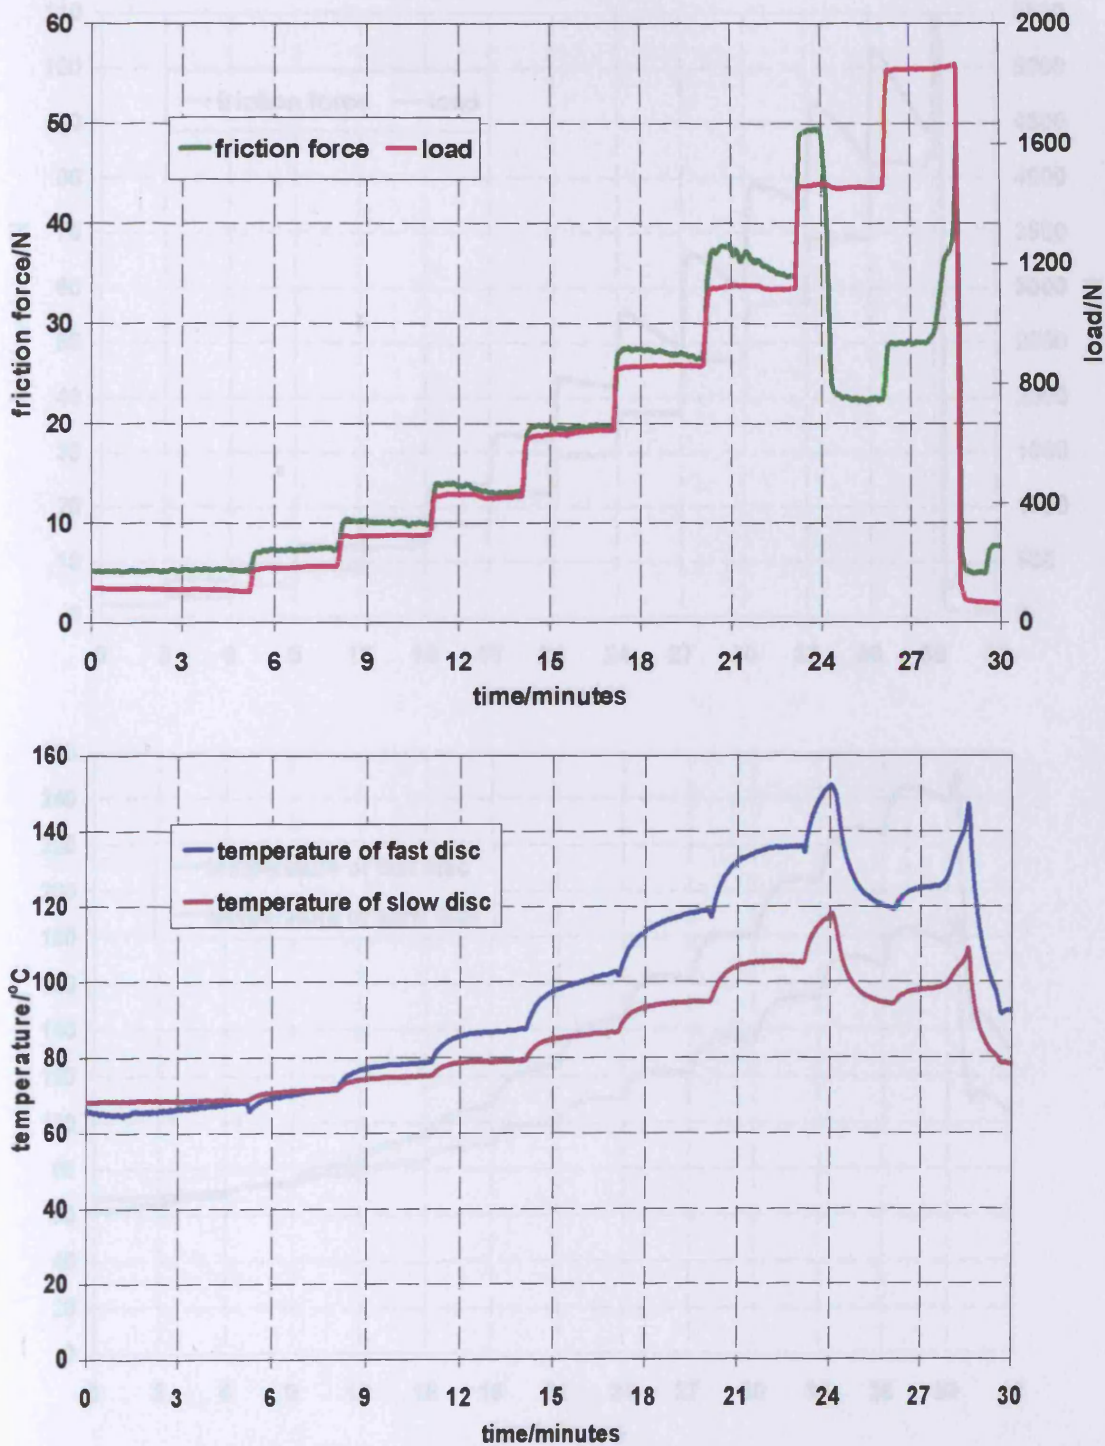 60
50
40
30
20
10
0
friction force/N
friction force load
2000
1600
1200
800
400
0
load/N
0 3 6 9 12 15 18 21 24 27 30
time/minutes
160
140
120
100
80
60
40
20
0
temperature/°C
temperature of fast disc
temperature of slow disc
0 3 6 9 12 15 18 21 24 27 30
time/minutes